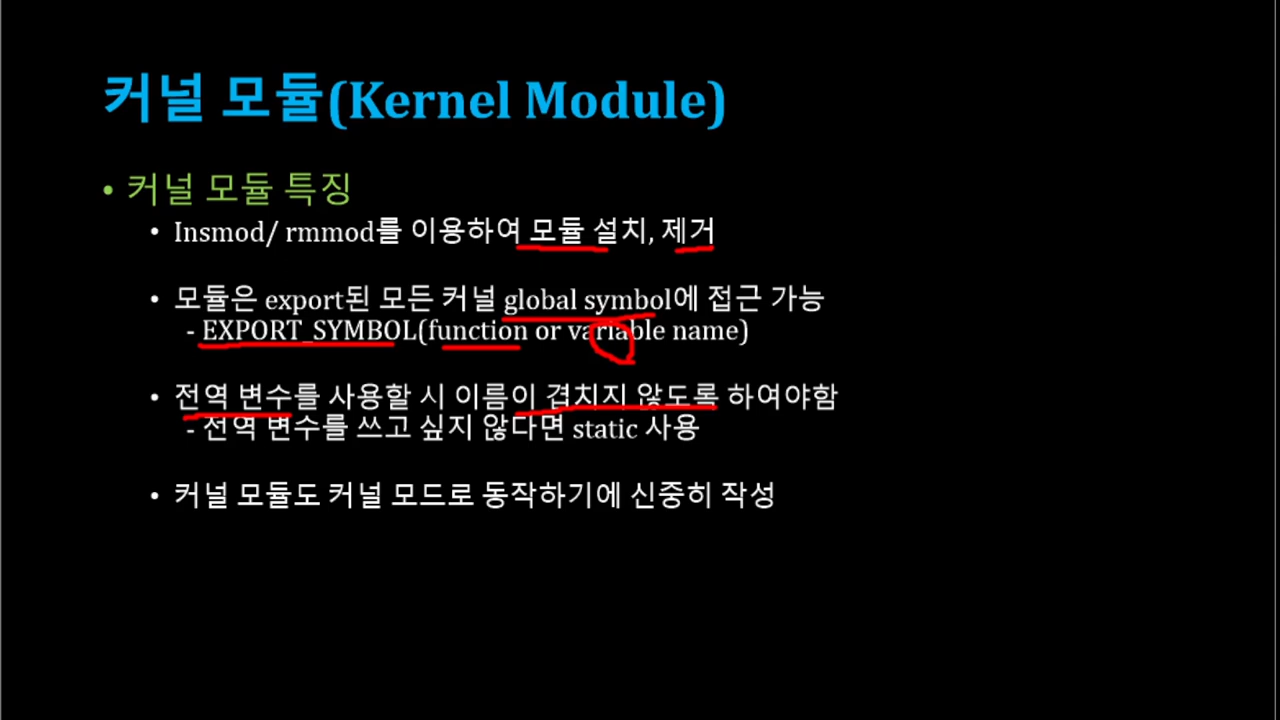 커널 모듈(Kernel Module)
• 커널 모듈 특징
• Insmod/ rmmod를 이용하여 모듈 설치, 제거
• 모듈은 export된 모든 커널 global symbol에 접근 가능
- EXPORT_SYMBOL(function or variable name)
• 전역 변수를 사용할 시 이름이 겹치지 않도록 하여야함
- 전역 변수를 쓰고 싶지 않다면 static 사용
• 커널 모듈도 커널 모드로 동작하기에 신중히 작성